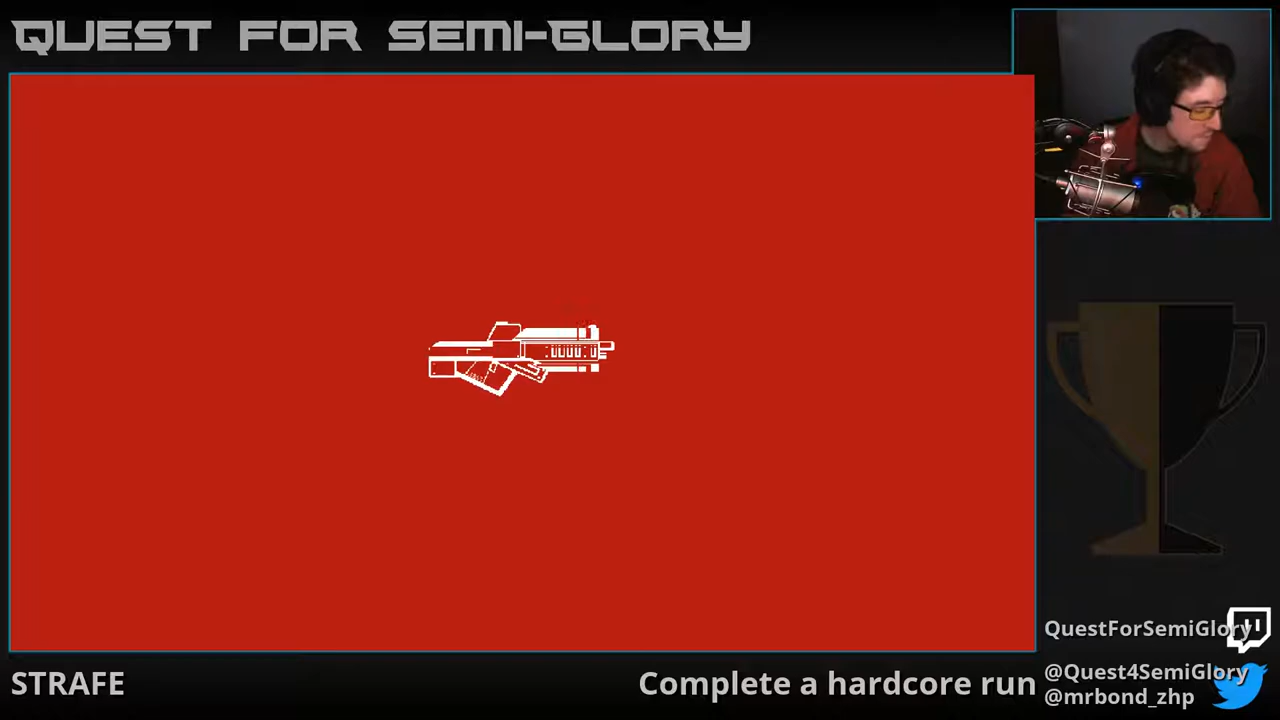 QUEST FOR SEMI-GLORY
QuestForSemiGlory
@Quest4SemiGlory
@mrbond_zhp
STRAFE
Complete a hardcore run